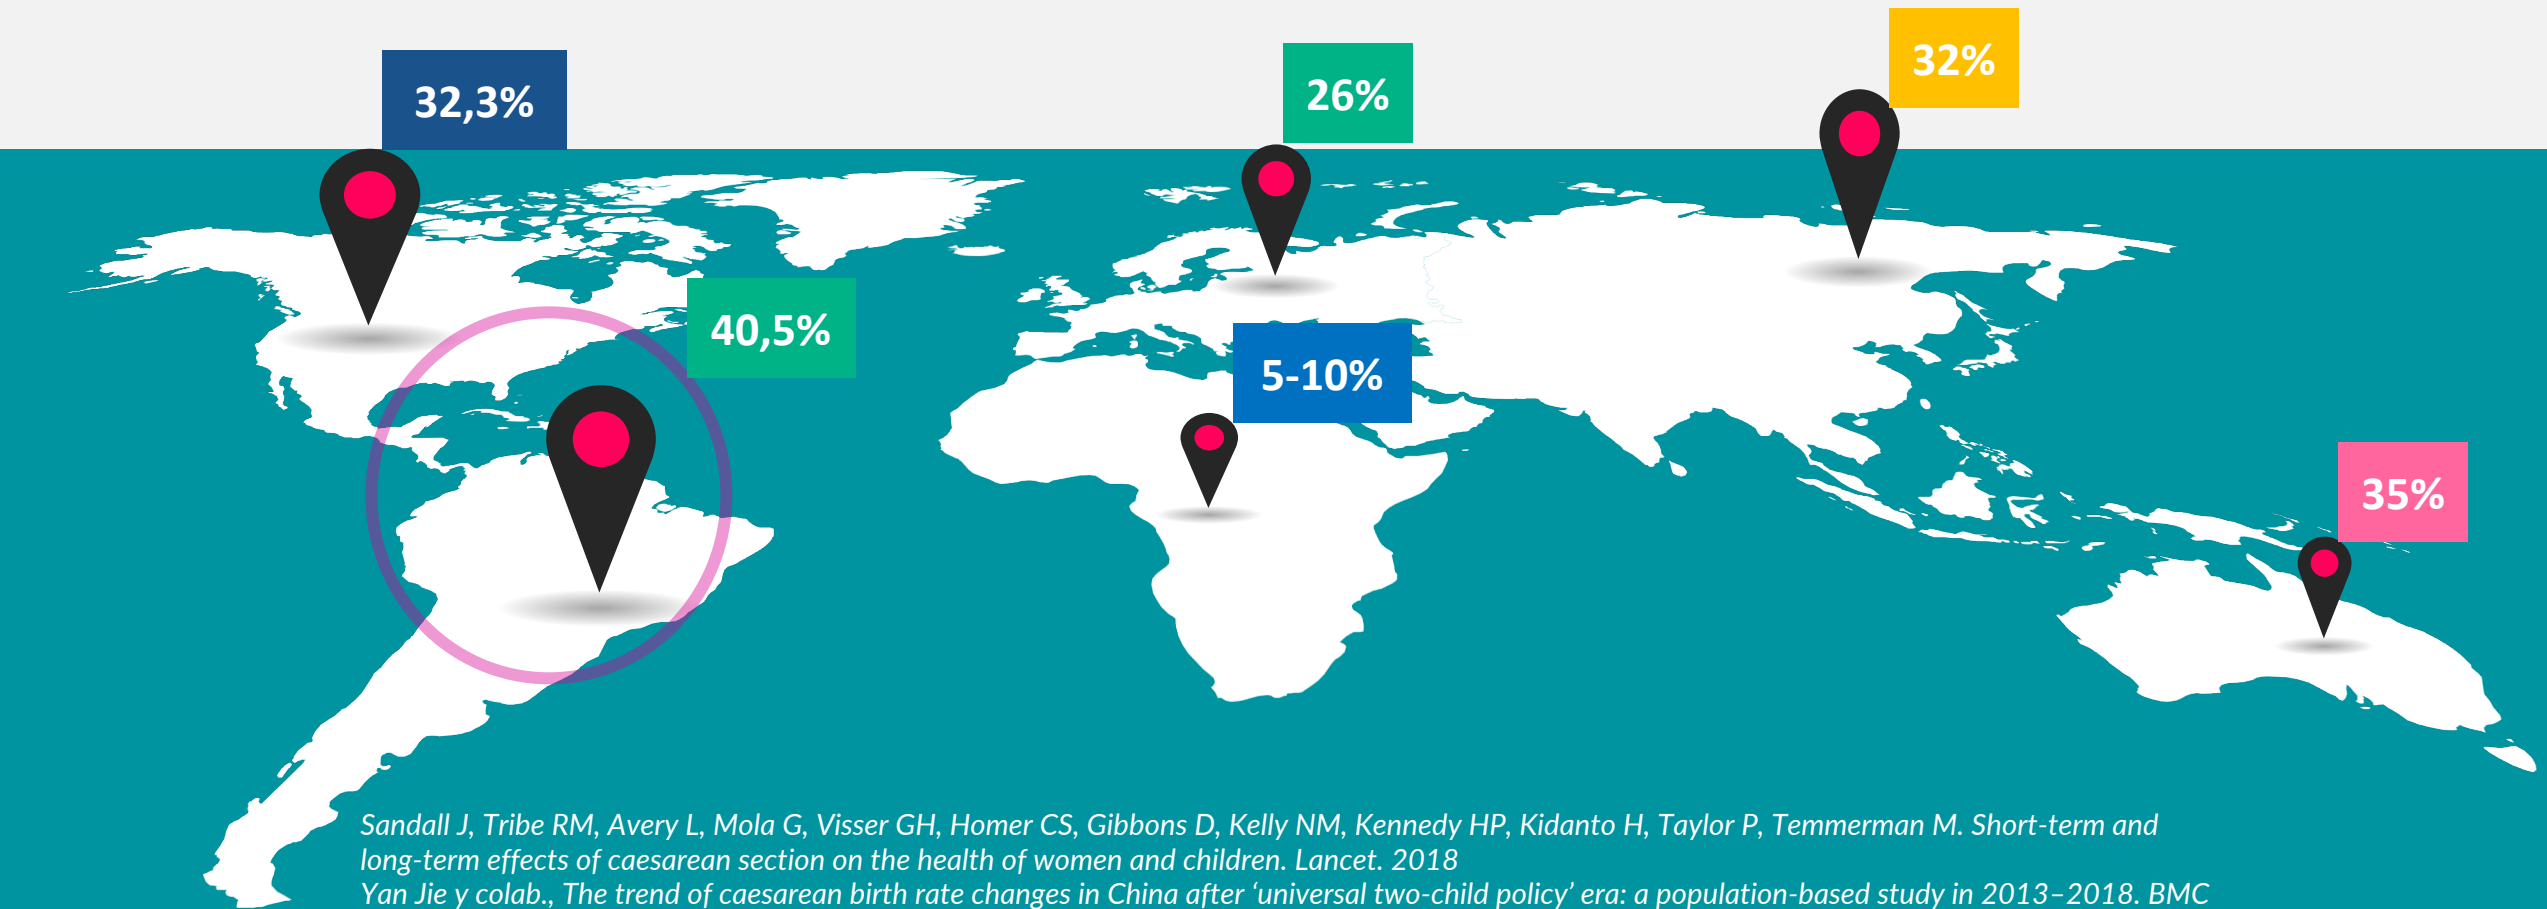 32,3%
26%
32%
40,5%
5-10%
35%
Sandall J, Tribe RM, Avery L, Mola G, Visser GH, Homer CS, Gibbons D, Kelly NM, Kennedy HP, Kidanto H, Taylor P, Temmerman M. Short-term and
long-term effects of caesarean section on the health of women and children. Lancet. 2018
Yan Jie y colab., The trend of caesarean birth rate changes in China after ‘universal two-child policy’ era: a population-based study in 2013–2018. BMC